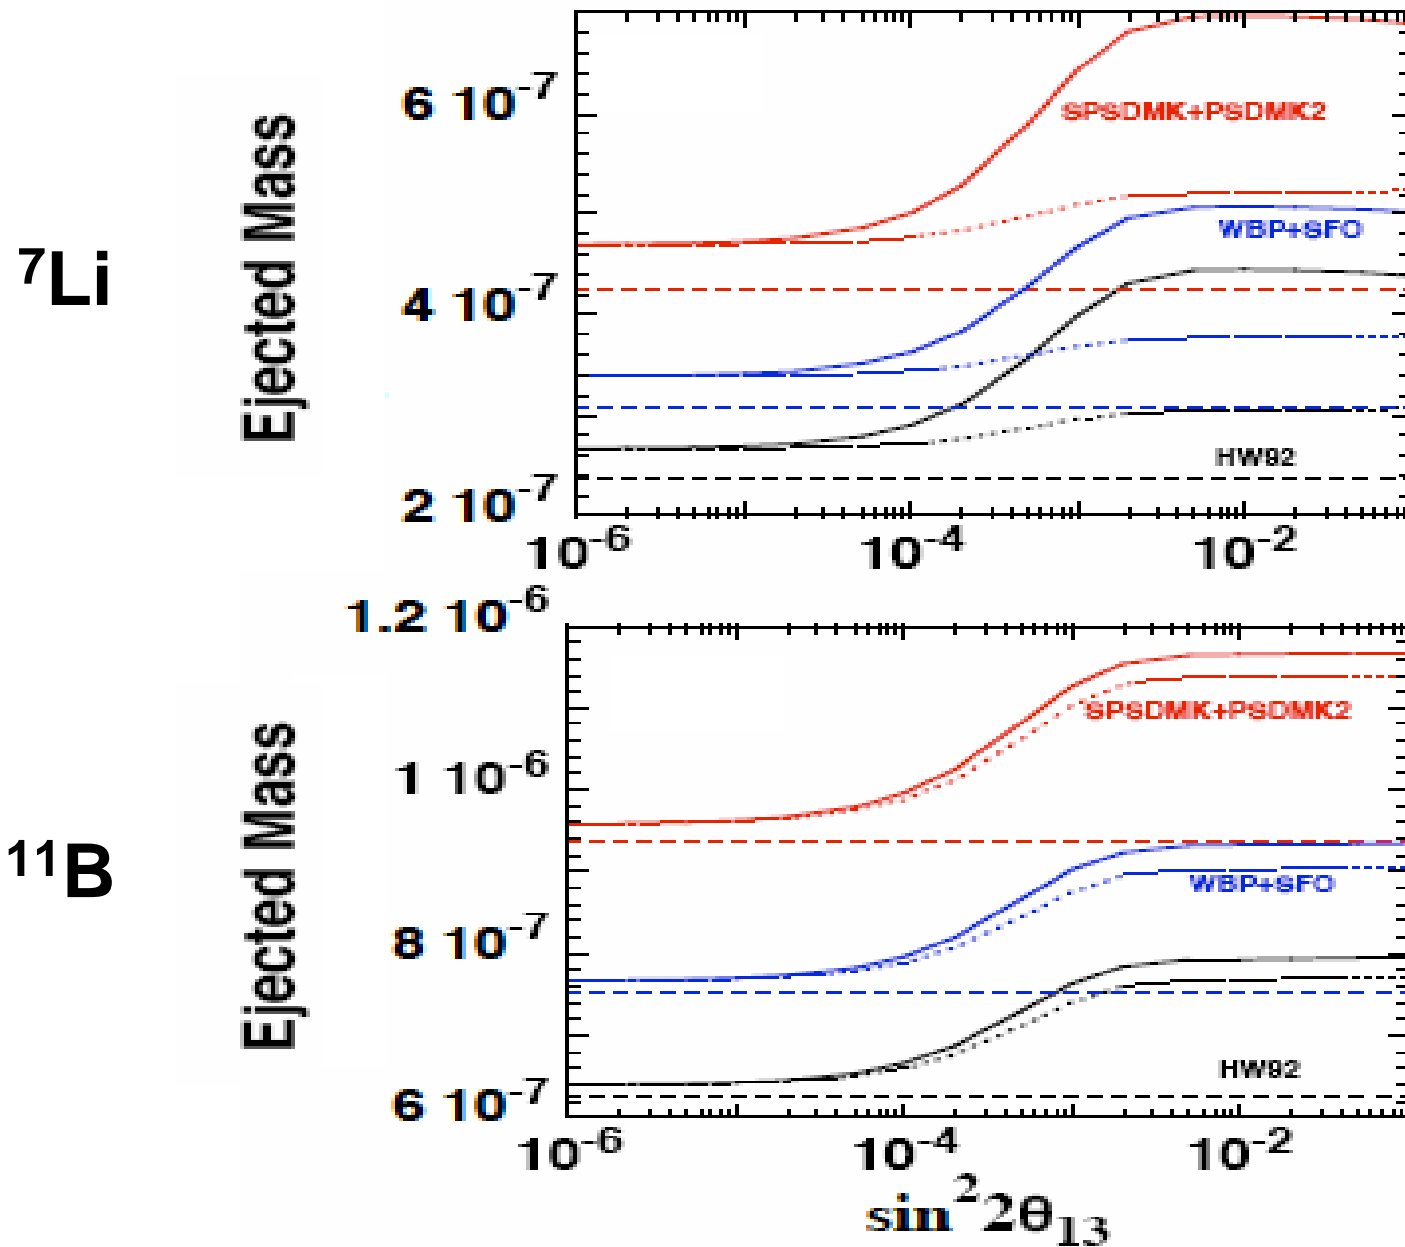 ⁷Li
Ejected Mass
6 10⁻⁷
4 10⁻⁷
2 10⁻⁷
SPSDMK+PSDMK2
WBP+SFO
HW92
10⁻⁶ 10⁻⁴ 10⁻²
¹¹B
Ejected Mass
1.2 10⁻⁶
1 10⁻⁶
8 10⁻⁷
6 10⁻⁷
SPSDMK+PSDMK2
WBP+SFO
HW92
10⁻⁶ 10⁻⁴ 10⁻²
sin²2θ₁₃